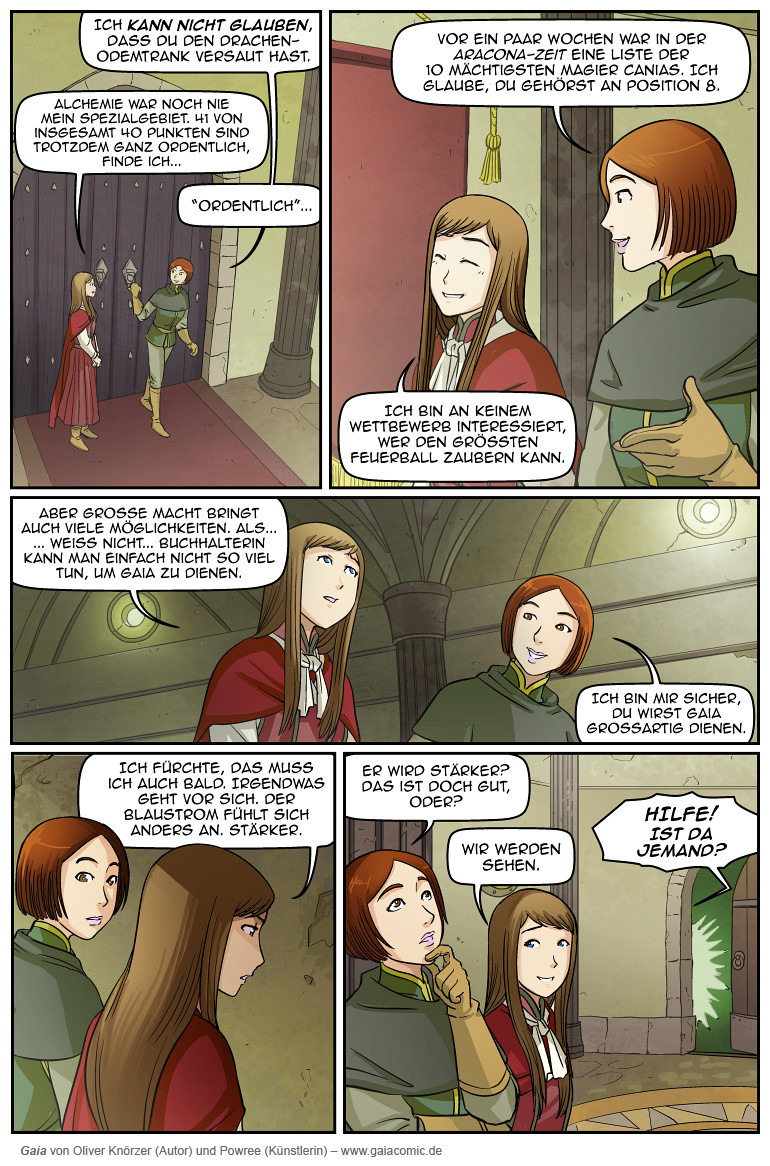 ICH KANN NICHT GLAUBEN,
DASS DU DEN DRACHEN-
ODEMTRANK VERSAUT HAST.
ALCHEMIE WAR NOCH NIE
MEIN SPEZIALGEBIET. 41 VON
INSGESAMT 40 PUNKTEN SIND
TROTZDEM GANZ ORDENTLICH,
FINDE ICH...
"ORDENTLICH"...
VOR EIN PAAR WOCHEN WAR IN DER
ARACONA-ZEIT EINE LISTE DER
10 MÄCHTIGSTEN MAGIER CANIAS. ICH
GLAUBE, DU GEHÖRST AN POSITION 8.
ICH BIN AN KEINEM
WETTBEWERB INTERESSIERT,
WER DEN GRÖSSTEN
FEUERBALL ZAUBERN KANN.
ABER GROSSE MACHT BRINGT
AUCH VIELE MÖGLICHKEITEN. ALS...
... WEISS NICHT... BUCHHALTERIN
KANN MAN EINFACH NICHT SO VIEL
TUN, UM GAIA ZU DIENEN.
ICH BIN MIR SICHER,
DU WIRST GAIA
GROSSARTIG DIENEN.
ICH FÜRCHTE, DAS MUSS
ICH AUCH BALD. IRGENDWAS
GEHT VOR SICH. DER
BLAUSTROM FÜHLT SICH
ANDERS AN. STÄRKER.
ER WIRD STÄRKER?
DAS IST DOCH GUT,
ODER?
WIR WERDEN
SEHEN.
HILFE!
IST DA
JEMAND?
Gaia von Oliver Knörzer (Autor) und Powree (Künstlerin) – www.gaiacomic.de